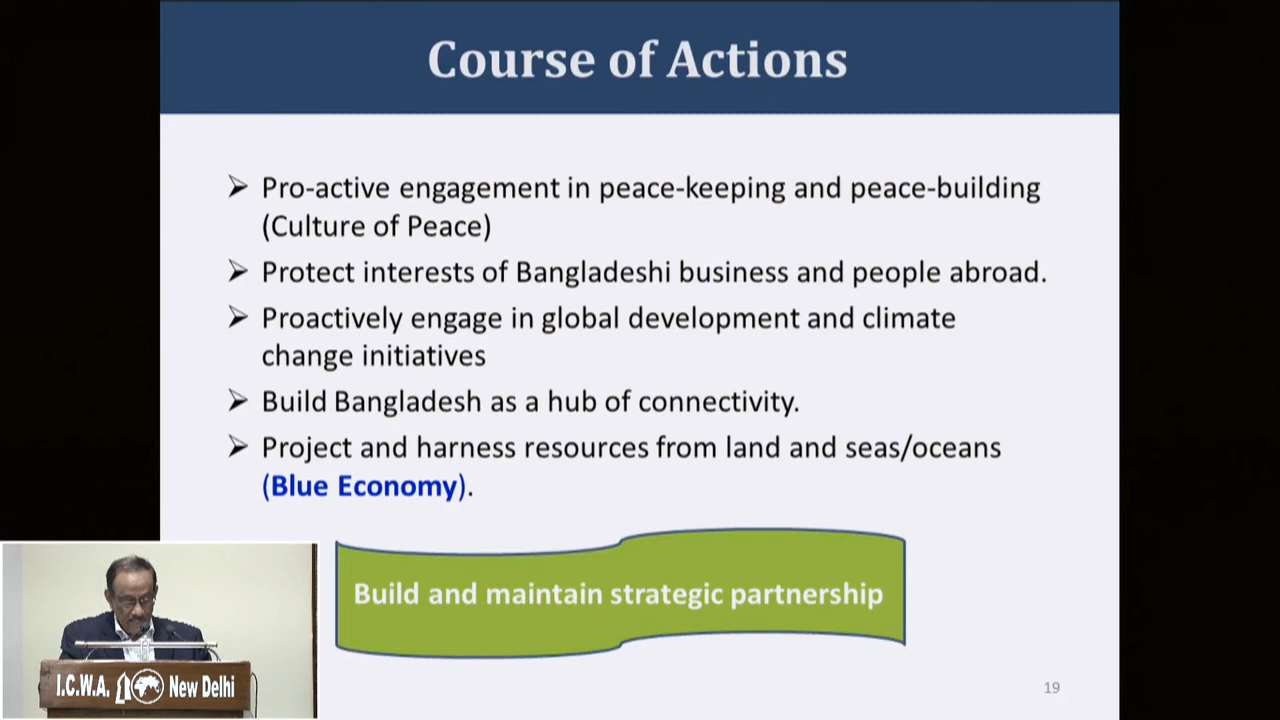 Course of Actions
➢ Pro-active engagement in peace-keeping and peace-building
(Culture of Peace)
➢ Protect interests of Bangladeshi business and people abroad.
➢ Proactively engage in global development and climate
change initiatives
➢ Build Bangladesh as a hub of connectivity.
➢ Project and harness resources from land and seas/oceans
(Blue Economy).
Build and maintain strategic partnership
19
I.C.W.A. New Delhi